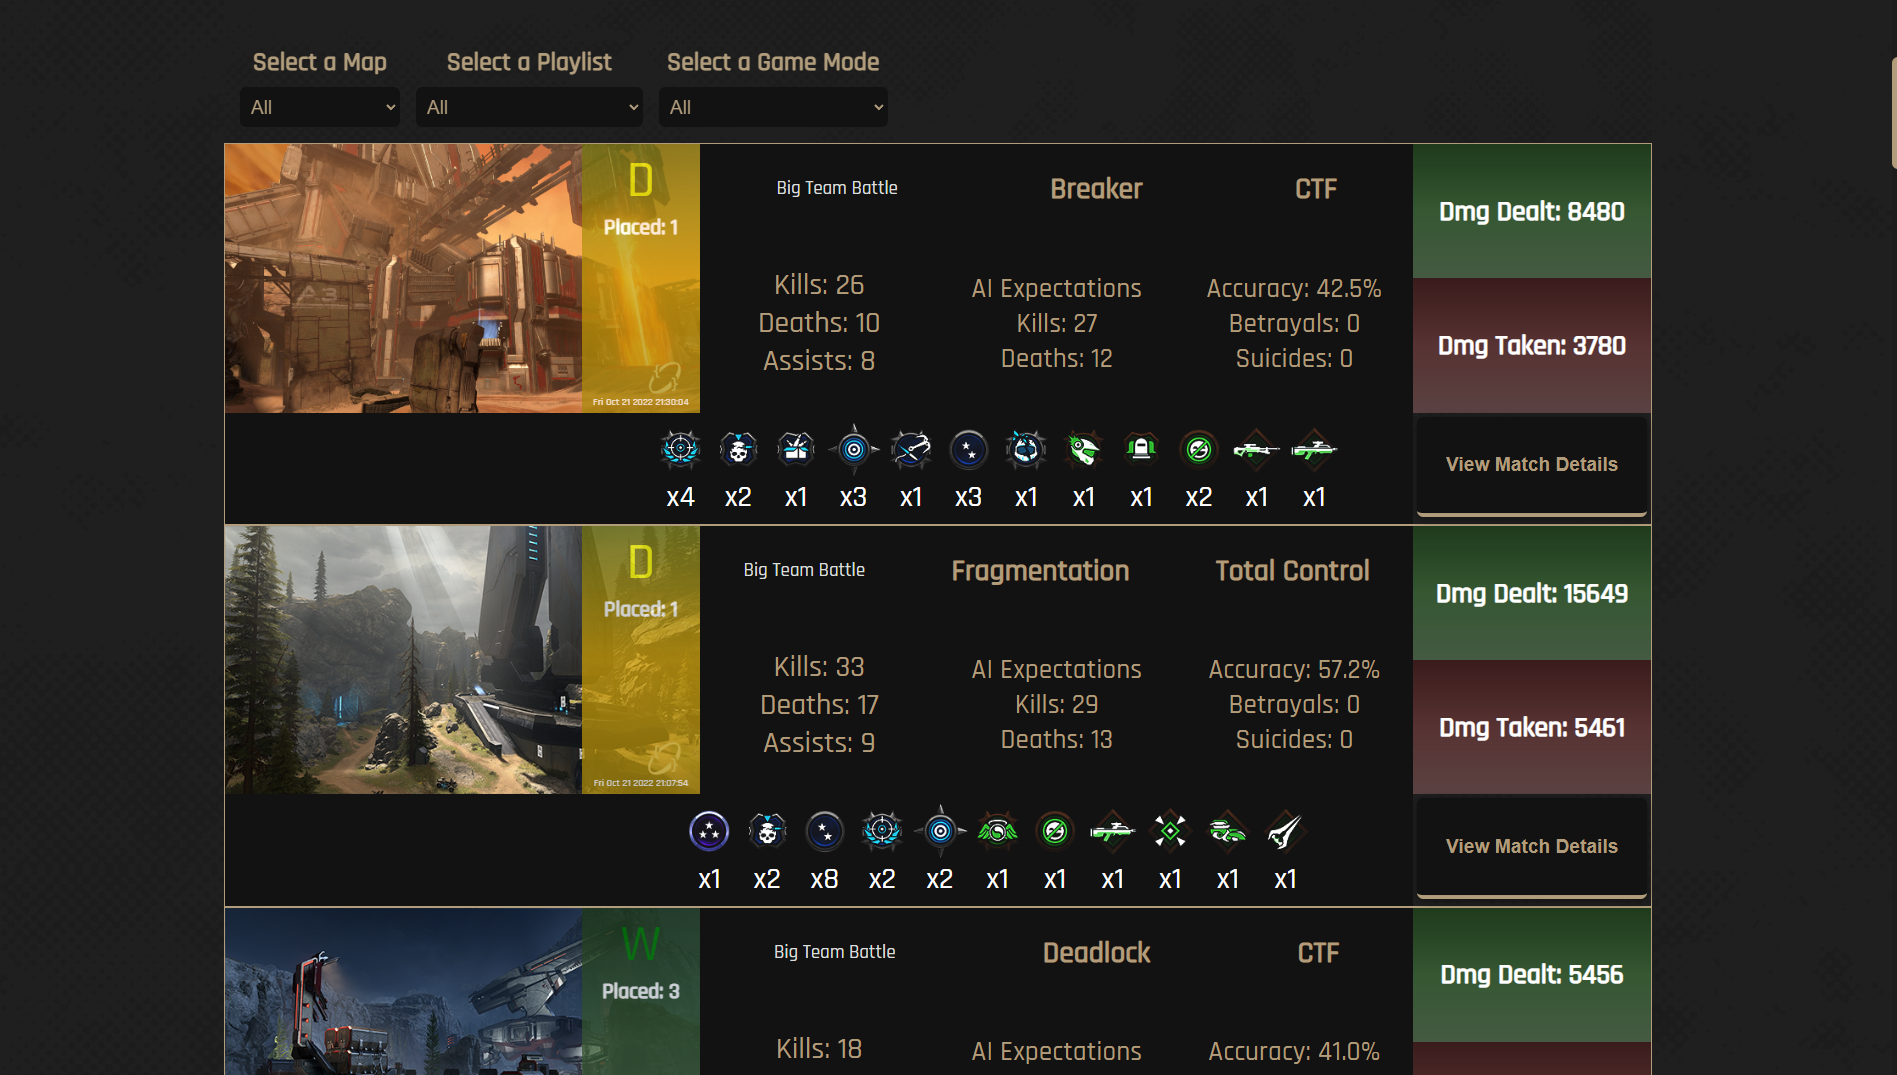 Select a Map
Select a Playlist
Select a Game Mode
All
All
All
D
Placed: 1
Fri Oct 21 2022 21:30:04
A3
Big Team Battle
Breaker
CTF
Kills: 26
Deaths: 10
Assists: 8
AI Expectations
Kills: 27
Deaths: 12
Accuracy: 42.5%
Betrayals: 0
Suicides: 0
Dmg Dealt: 8480
Dmg Taken: 3780
x4 x2 x1 x3 x1 x3 x1 x1 x1 x2 x1 x1
View Match Details
D
Placed: 1
Fri Oct 21 2022 21:07:54
Big Team Battle
Fragmentation
Total Control
Kills: 33
Deaths: 17
Assists: 9
AI Expectations
Kills: 29
Deaths: 13
Accuracy: 57.2%
Betrayals: 0
Suicides: 0
Dmg Dealt: 15649
Dmg Taken: 5461
x1 x2 x8 x2 x2 x1 x1 x1 x1 x1 x1
View Match Details
W
Placed: 3
Big Team Battle
Deadlock
CTF
Kills: 18
AI Expectations
Accuracy: 41.0%
Dmg Dealt: 5456